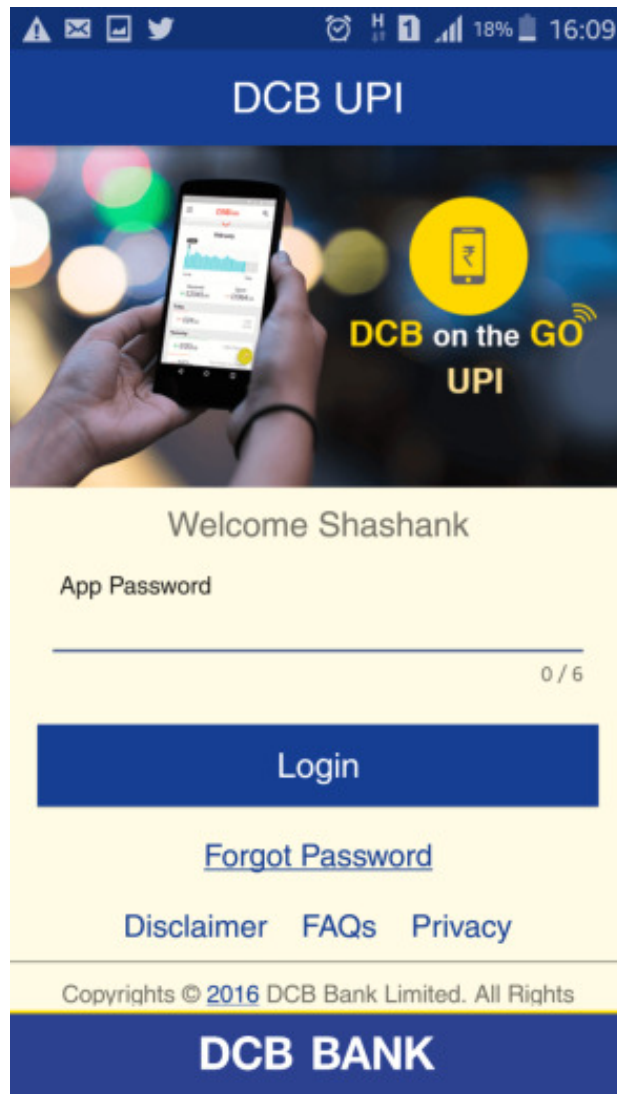 18% 16:09
DCB UPI
₹
DCB on the GO
UPI
Welcome Shashank
App Password
0 / 6
Login
Forgot Password
Disclaimer FAQs Privacy
Copyrights © 2016 DCB Bank Limited. All Rights
DCB BANK